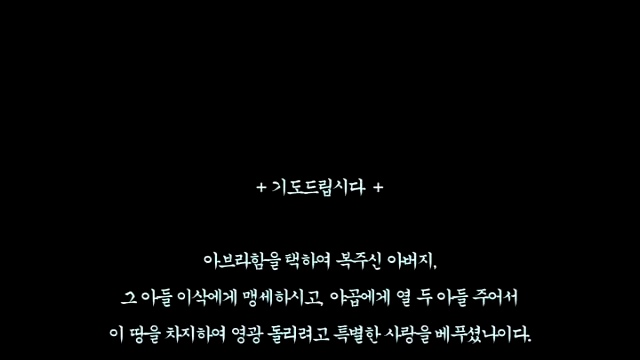 + 기도드립시다 +
아브라함을 택하여 복주신 아버지,
그 아들 이삭에게 맹세하시고, 야곱에게 열 두 아들 주어서
이 땅을 차지하여 영광 돌리려고 특별한 사랑을 베푸셨나이다.